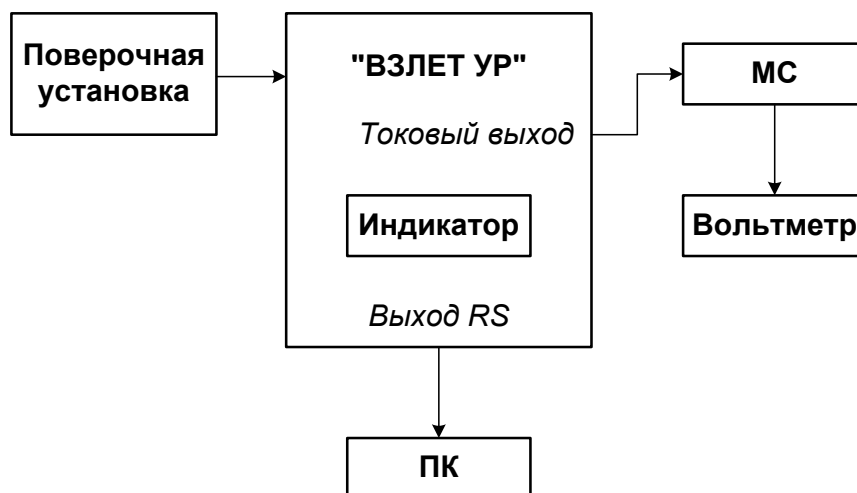 Поверочная
установка
"ВЗЛЕТ УР"
Токовый выход
Индикатор
Выход RS
МС
Вольтметр
ПК